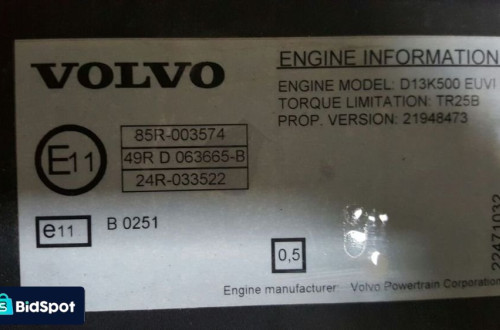 VOLVO
ENGINE INFORMATION
ENGINE MODEL: D13K500 EUVI
TORQUE LIMITATION: TR25B
PROP. VERSION: 21948473
E11
85R-003574
49R D 063665-B
24R-033522
e11
B 0251
0,5
Engine manufacturer: Volvo Powertrain Corporation
BidSpot